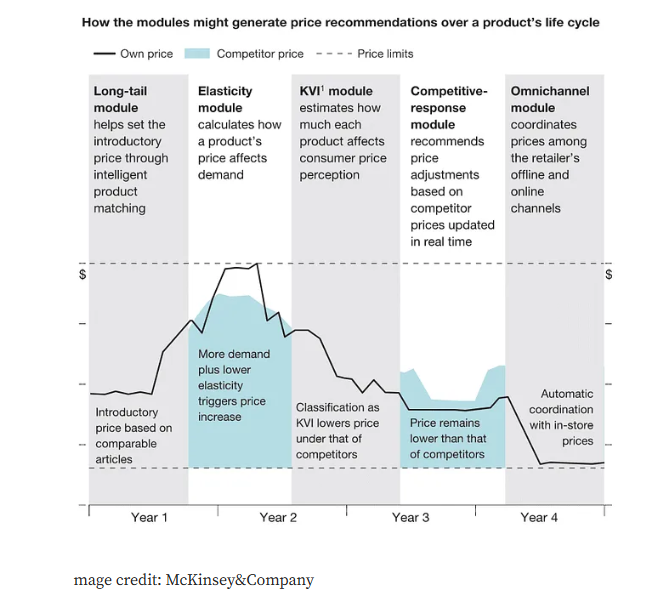 How the modules might generate price recommendations over a product's life cycle
Own price
Competitor price
Price limits
Long-tail
module
helps set the
introductory
price through
intelligent
product
matching
Elasticity
module
calculates how
a product's
price affects
demand
KVI¹ module
estimates how
much each
product affects
consumer price
perception
Competitive-
response
module
recommends
price
adjustments
based on
competitor
prices updated
in real time
Omnichannel
module
coordinates
prices among
the retailer's
offline and
online
channels
$
$
Introductory
price based on
comparable
articles
More demand
plus lower
elasticity
triggers price
increase
Classification as
KVI lowers price
under that of
competitors
Price remains
lower than that
of competitors
Automatic
coordination
with in-store
prices
Year 1
Year 2
Year 3
Year 4
mage credit: McKinsey&Company